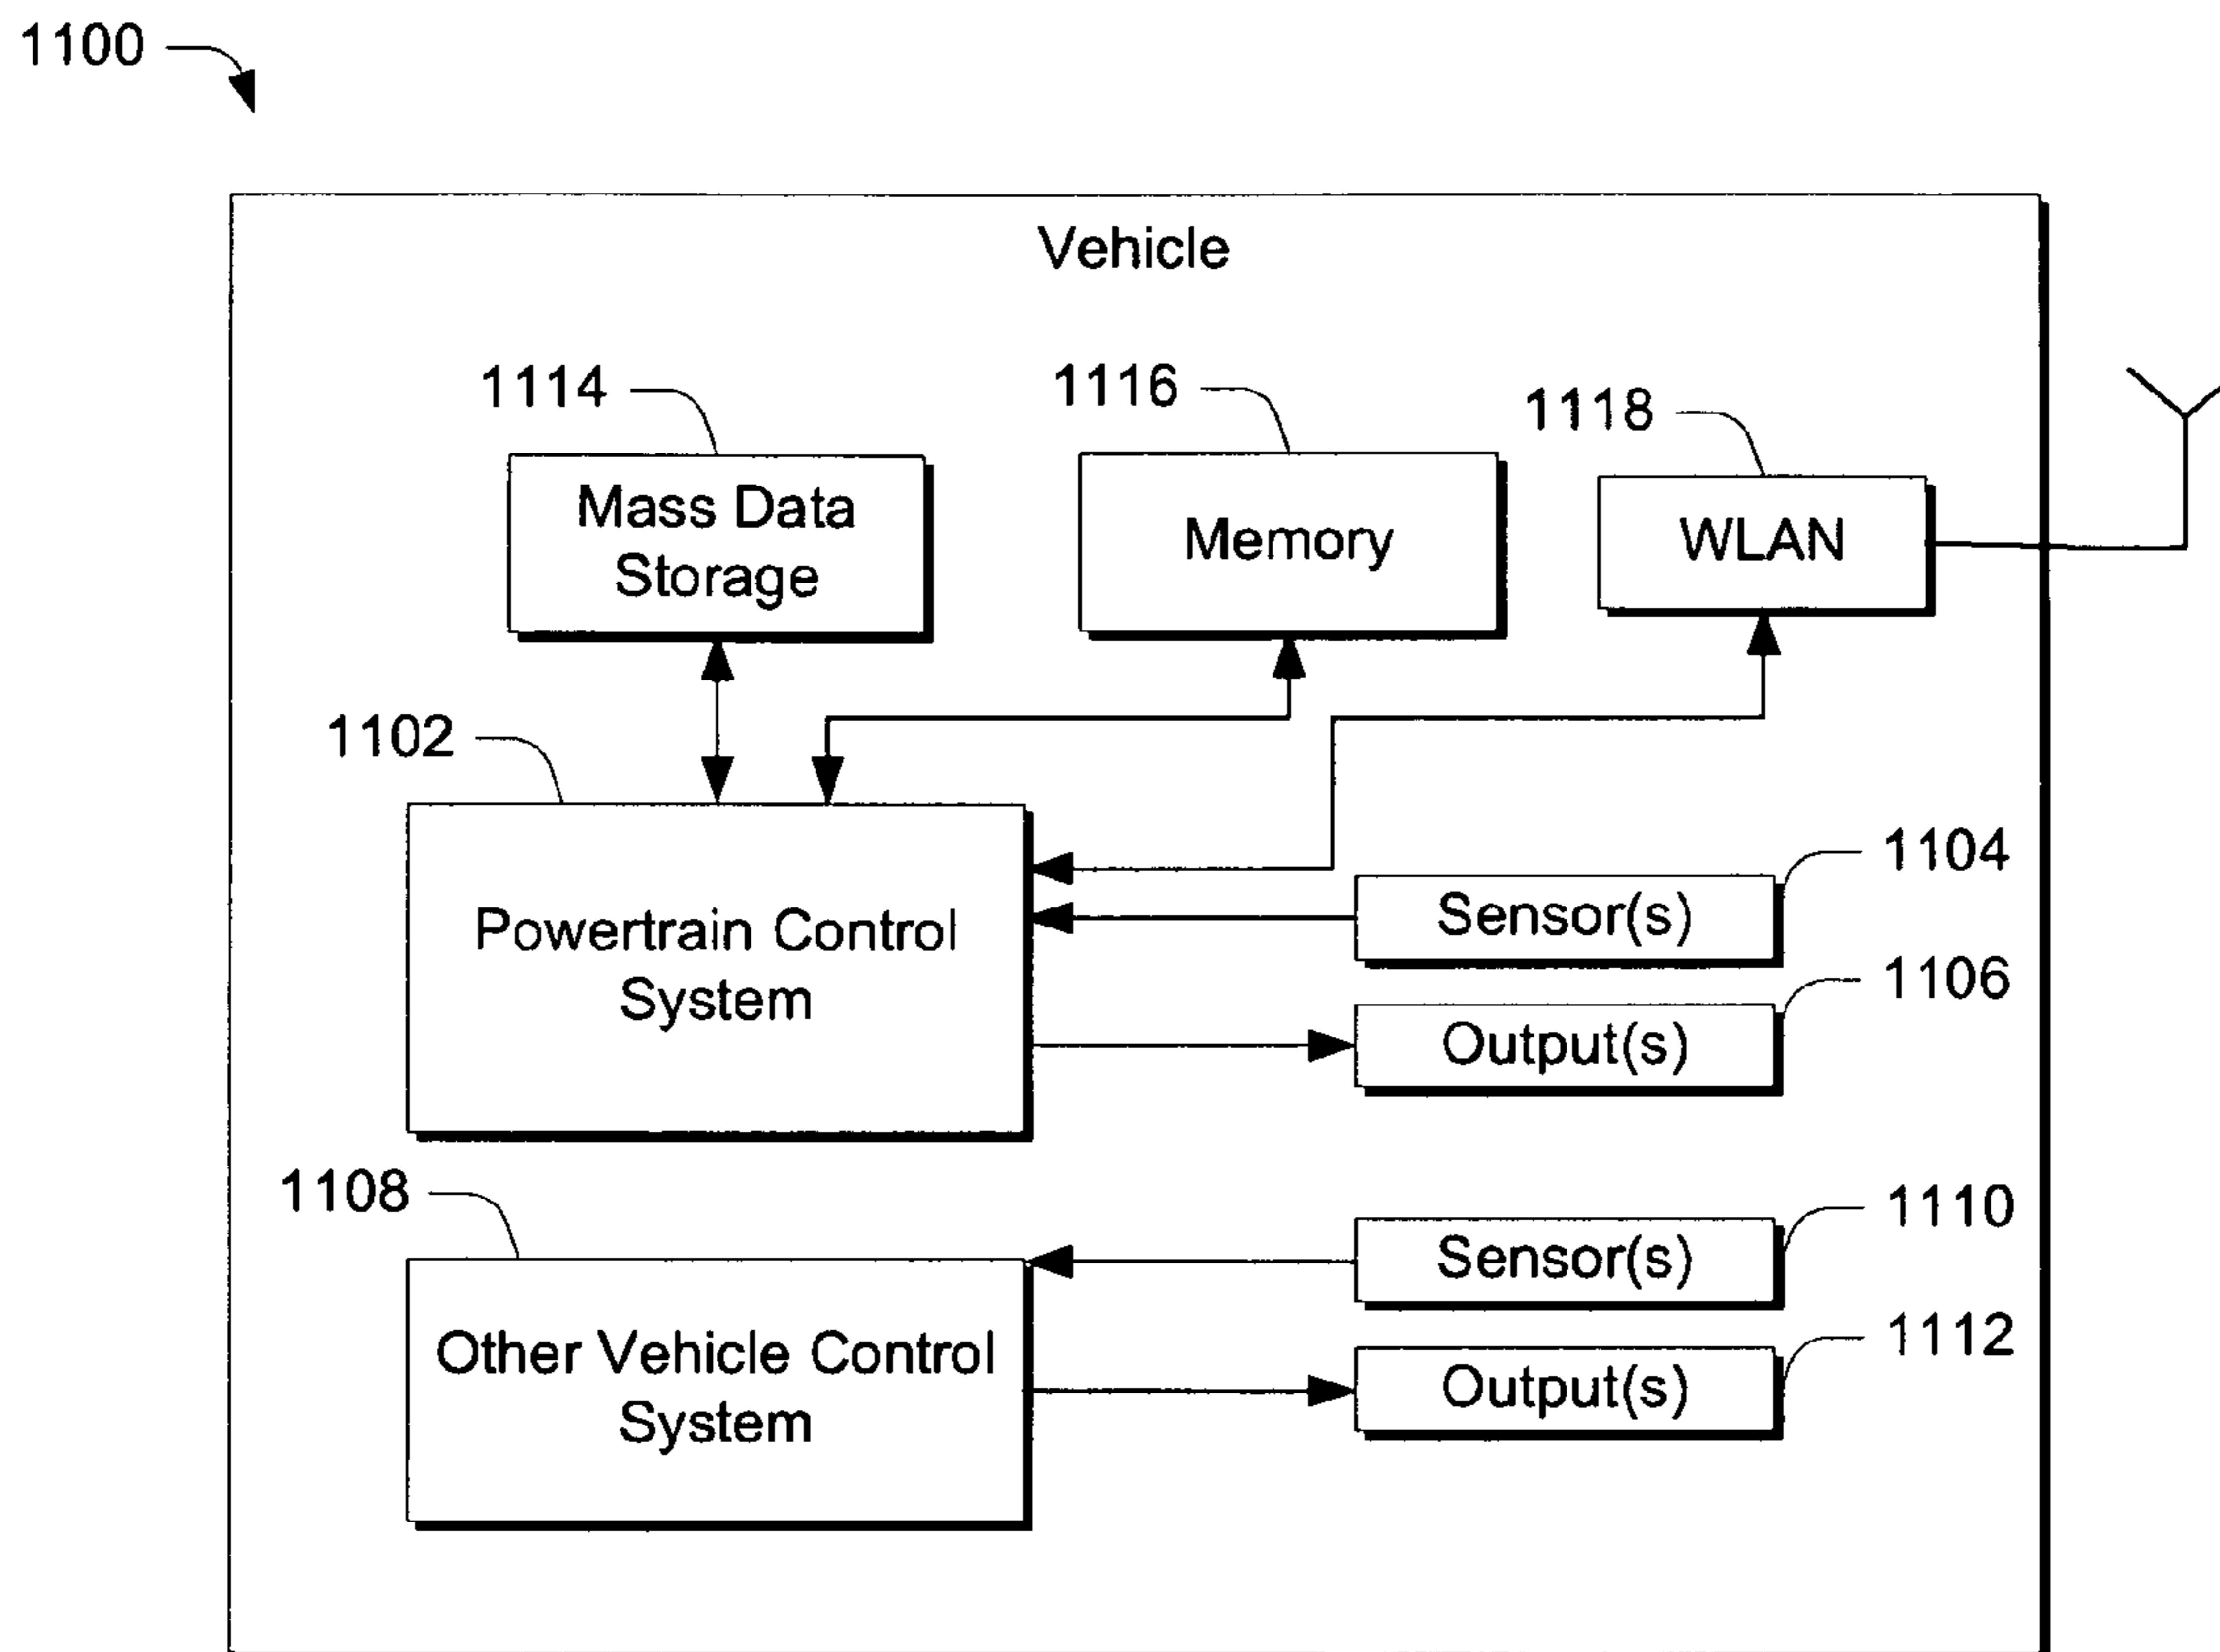 1100
Vehicle
1114
1116
1118
Mass Data
Storage
Memory
WLAN
1102
Powertrain Control
System
1104
Sensor(s)
1106
Output(s)
1108
Other Vehicle Control
System
1110
Sensor(s)
1112
Output(s)